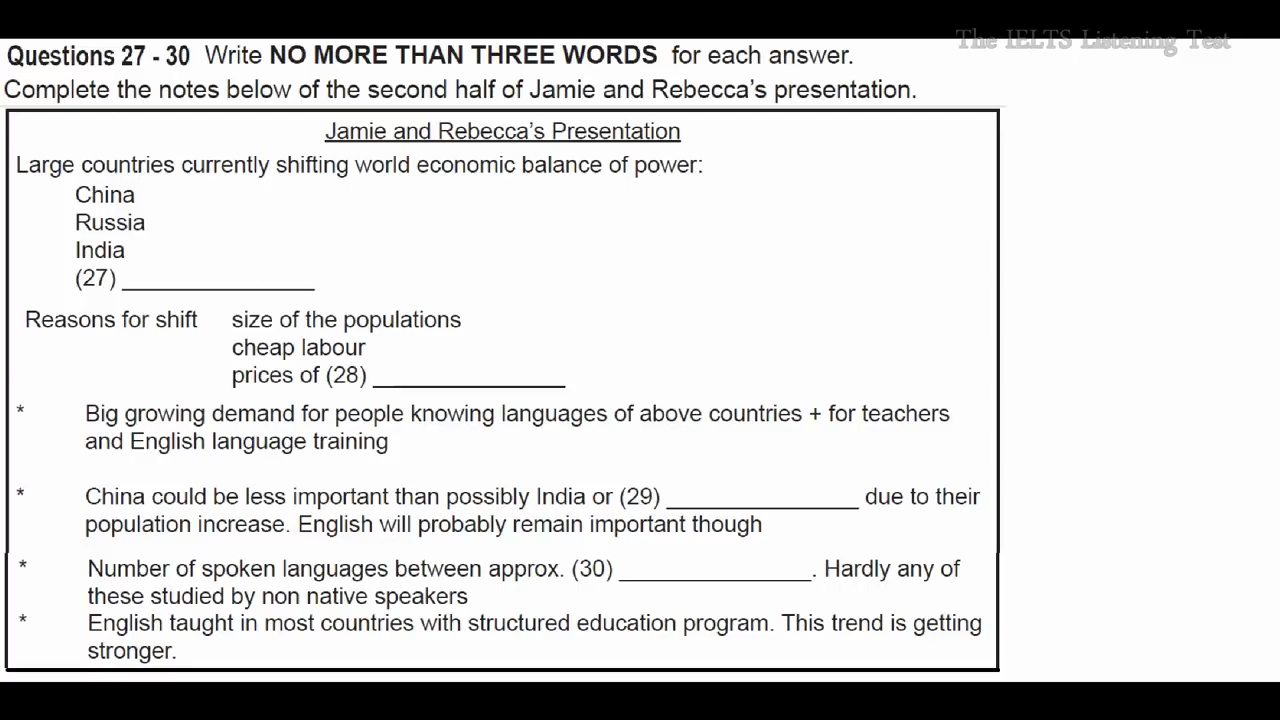 The IELTS Listening Test
Questions 27 - 30 Write NO MORE THAN THREE WORDS for each answer.
Complete the notes below of the second half of Jamie and Rebecca's presentation.
Jamie and Rebecca's Presentation
Large countries currently shifting world economic balance of power:
China
Russia
India
(27) ________________
Reasons for shift size of the populations
cheap labour
prices of (28) ________________
* Big growing demand for people knowing languages of above countries + for teachers
and English language training
* China could be less important than possibly India or (29) ________________ due to their
population increase. English will probably remain important though
* Number of spoken languages between approx. (30) ________________. Hardly any of
these studied by non native speakers
* English taught in most countries with structured education program. This trend is getting
stronger.